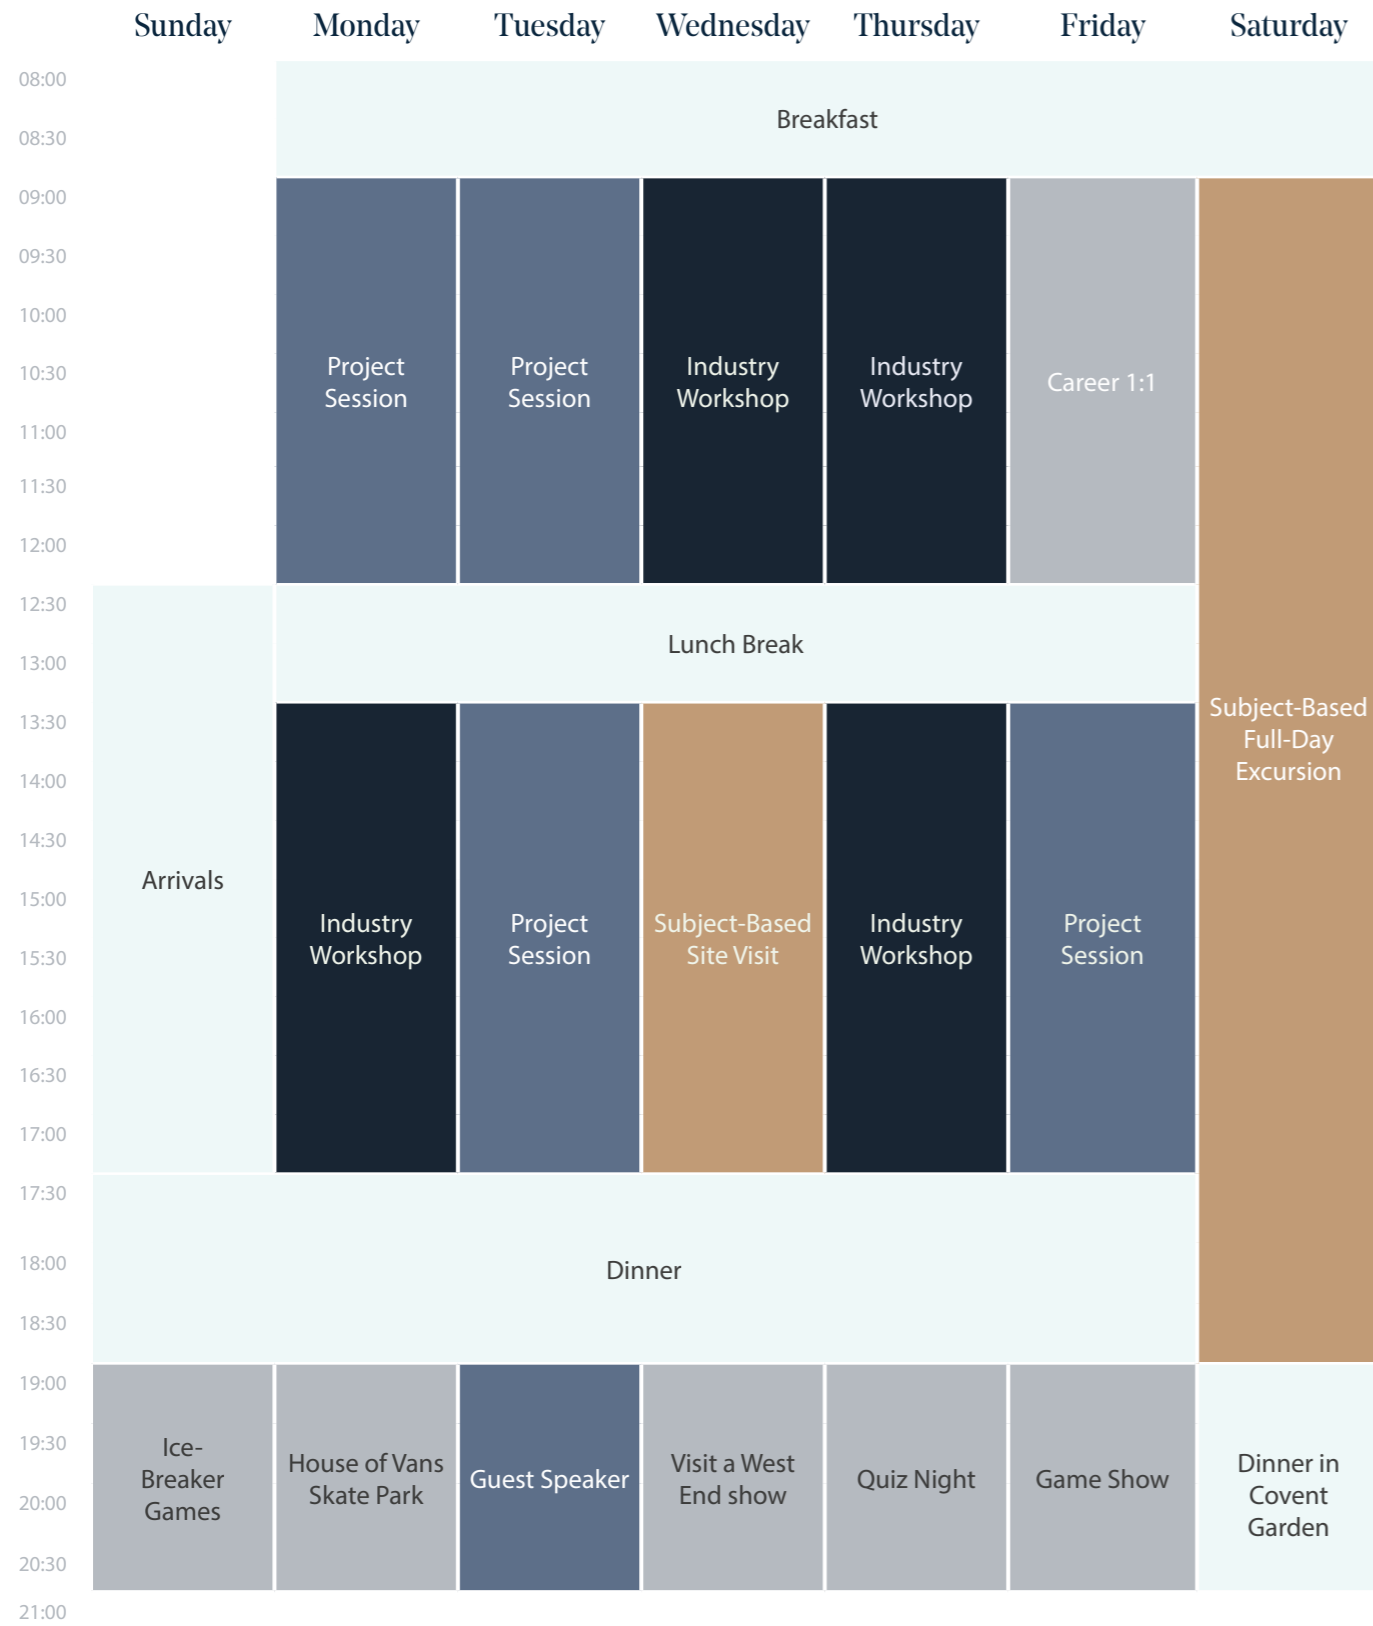 Sunday Monday Tuesday Wednesday Thursday Friday Saturday
08:00
Breakfast
08:30
09:00
09:30
10:00
10:30
Project
Session
Project
Session
Industry
Workshop
Industry
Workshop
Career 1:1
11:00
11:30
12:00
12:30
Lunch Break
13:00
13:30
Subject-Based
Full-Day
Excursion
14:00
14:30
Arrivals
15:00
Industry
Workshop
Project
Session
Subject-Based
Site Visit
Industry
Workshop
Project
Session
15:30
16:00
16:30
17:00
17:30
18:00
Dinner
18:30
19:00
19:30
Ice-
Breaker
Games
House of Vans
Skate Park
Guest Speaker
Visit a West
End show
Quiz Night
Game Show
Dinner in
Covent
Garden
20:00
20:30
21:00